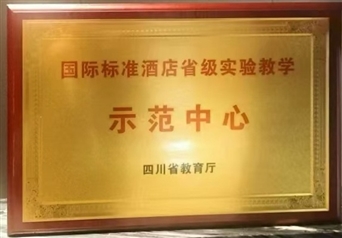 国际标准酒店省级实验教学
示范中心
四川省教育厅